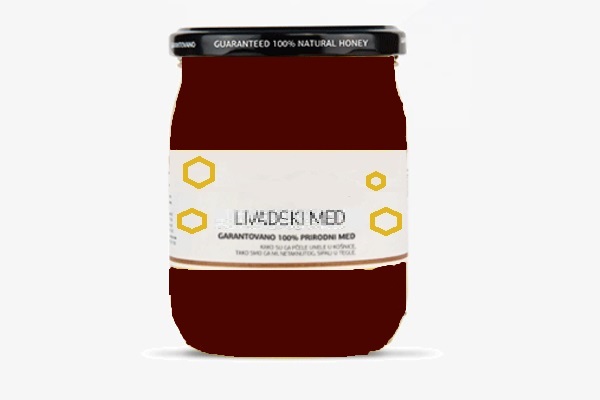 GUARANTEED 100% NATURAL HONEY
LIVADSKI MED
GARANTOVANO 100% PRIRODNI MED
KAKO SU GA PČELE UNELE U KOŠNICE,
TAKO SMO GA MI, NETAKNUTOG, SIPALI U TEGLE.